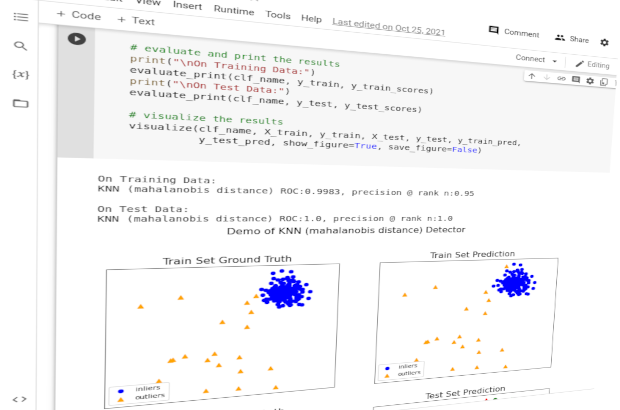 View Insert Runtime Tools Help Last edited on Oct 25, 2021
Comment Share
+ Code + Text
Connect Editing
{x}
# evaluate and print the results
print("\nOn Training Data:")
evaluate_print(clf_name, y_train, y_train_scores)
print("\nOn Test Data:")
evaluate_print(clf_name, y_test, y_test_scores)
# visualize the results
visualize(clf_name, X_train, y_train, X_test, y_test, y_train_pred,
y_test_pred, show_figure=True, save_figure=False)
On Training Data:
KNN (mahalanobis distance) ROC:0.9983, precision @ rank n:0.95
On Test Data:
KNN (mahalanobis distance) ROC:1.0, precision @ rank n:1.0
Demo of KNN (mahalanobis distance) Detector
Train Set Ground Truth
Train Set Prediction
inliers
outliers
inliers
outliers
Test Set Prediction
<>